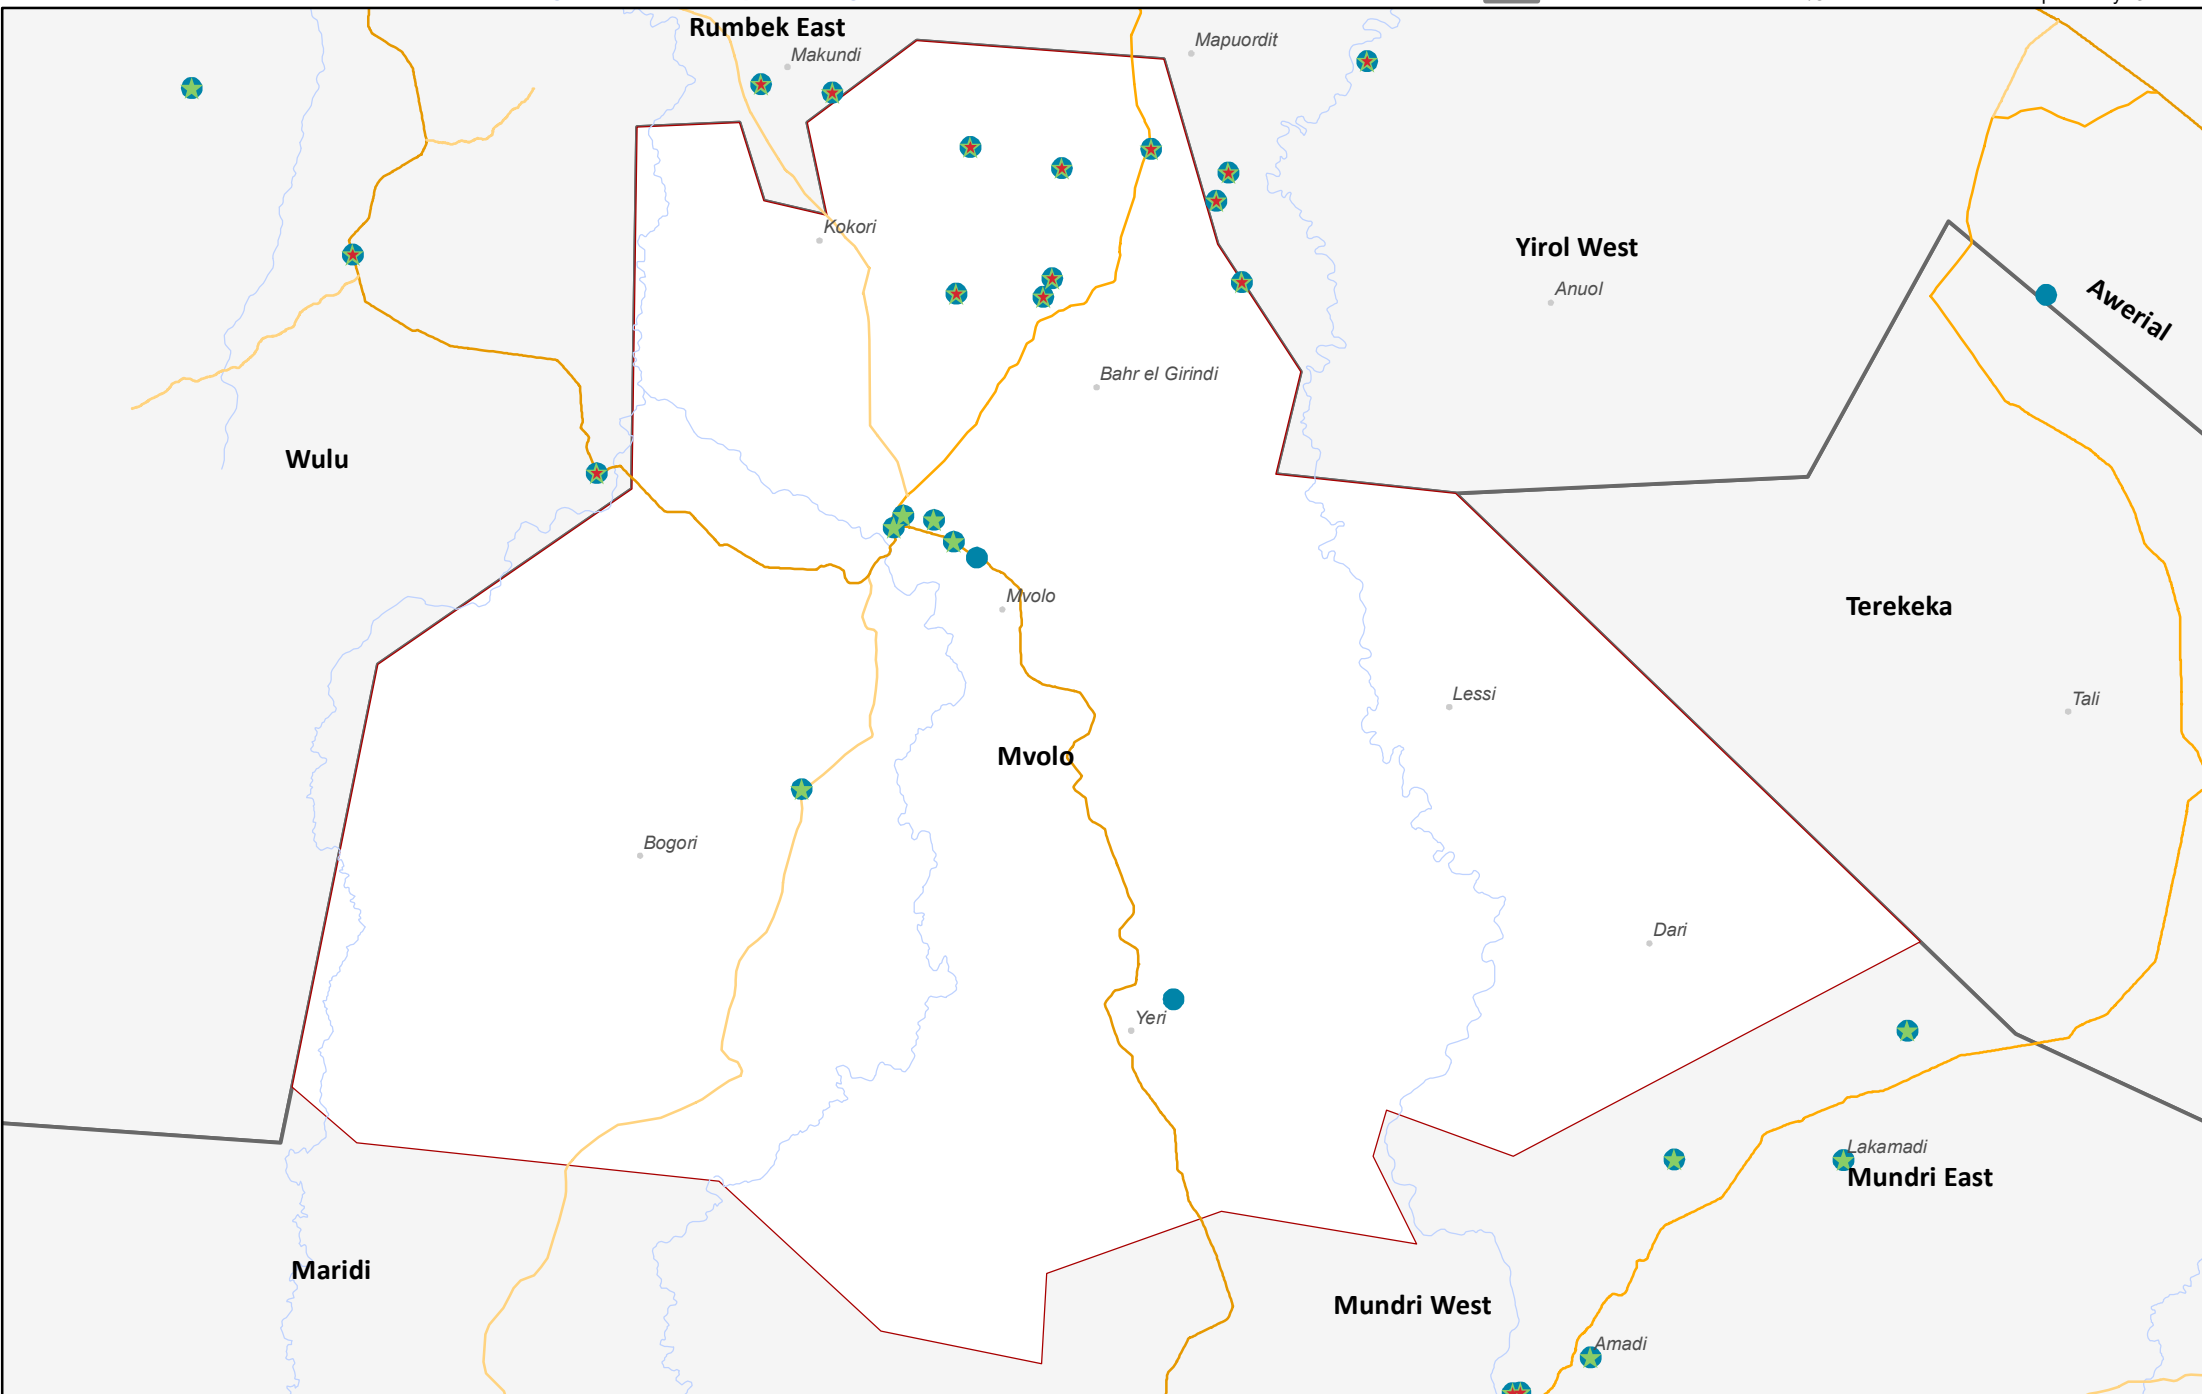 Rumbek East
Makundi
Mapuordit
Kokori
Yirol West
Anuol
Awerial
Bahr el Girindi
Wulu
Mvolo
Terekeka
Lessi
Tali
Mvolo
Bogori
Dari
Yeri
Lakamadi
Mundri East
Maridi
Mundri West
Amadi